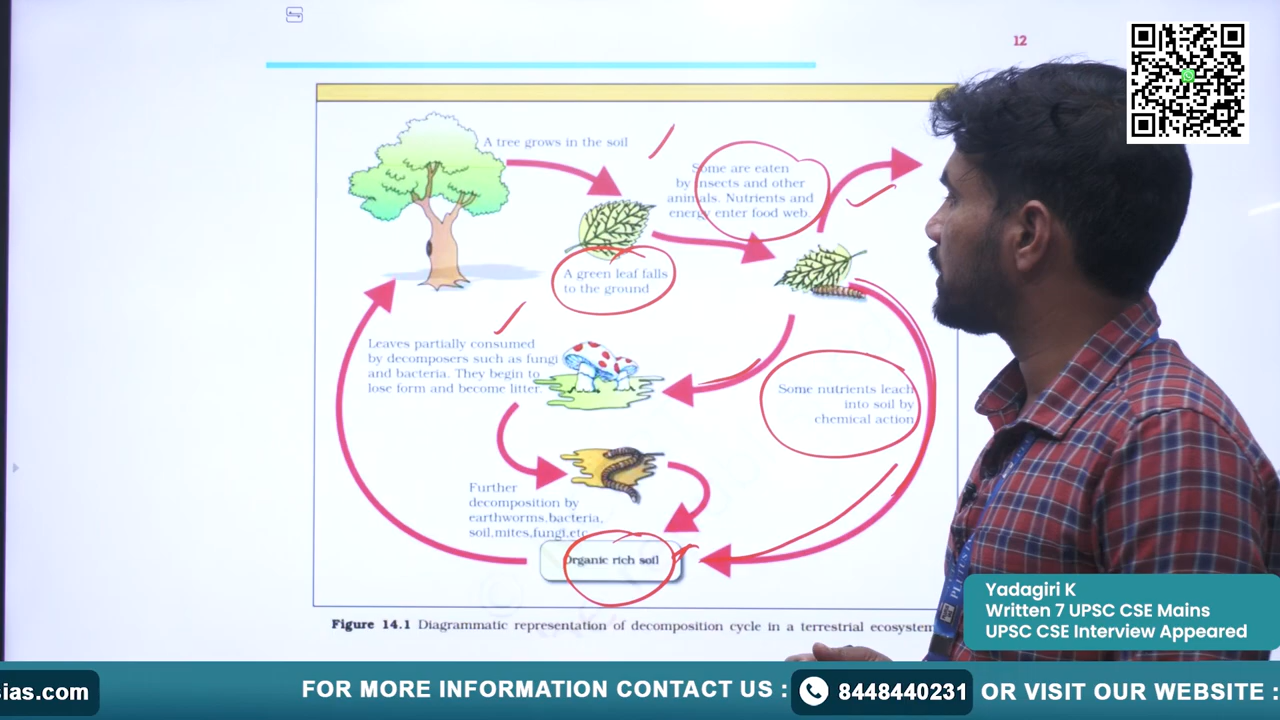 12
A tree grows in the soil
Some are eaten
by insects and other
animals. Nutrients and
energy enter food web.
A green leaf falls
to the ground
Leaves partially consumed
by decomposers such as fungi
and bacteria. They begin to
lose form and become litter.
Some nutrients leach
into soil by
chemical action
Further
decomposition by
earthworms,bacteria,
soil,mites,fungi,etc
Organic rich soil
Figure 14.1 Diagrammatic representation of decomposition cycle in a terrestrial ecosystem
Yadagiri K
Written 7 UPSC CSE Mains
UPSC CSE Interview Appeared
sias.com
FOR MORE INFORMATION CONTACT US : 8448440231 OR VISIT OUR WEBSITE :